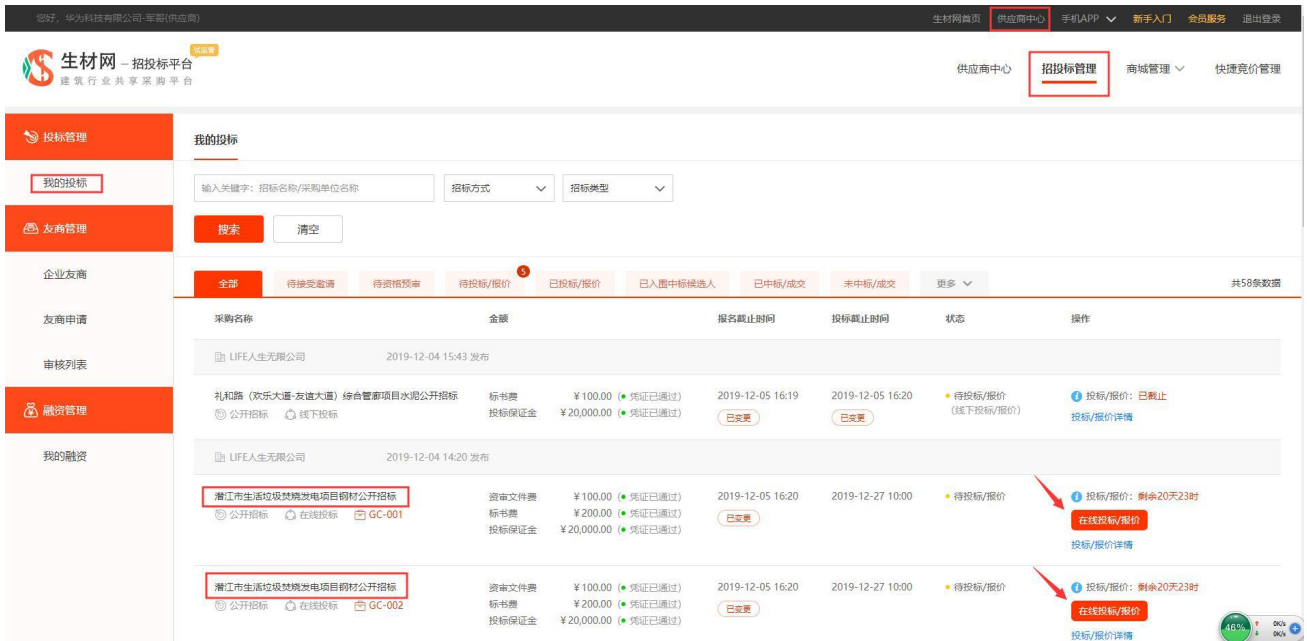 您好，华为科技有限公司-军哥(供应商) 生材网首页 供应商中心 手机APP 新手入门 会员服务 退出登录
生材网 – 招投标平台 试运营
建筑行业共享采购平台
供应商中心 招投标管理 商城管理 快捷竞价管理
投标管理
我的投标
友商管理
企业友商
友商申请
审核列表
融资管理
我的融资
我的投标
输入关键字：招标名称/采购单位名称 招标方式 招标类型
搜索 清空
全部 待接受邀请 待资格预审 待投标/报价 5 已投标/报价 已入围中标候选人 已中标/成交 未中标/成交 更多 共58条数据
采购名称 金额 报名截止时间 投标截止时间 状态 操作
LIFE人生无限公司 2019-12-04 15:43 发布
礼和路（欢乐大道-友谊大道）综合管廊项目水泥公开招标 标书费 ¥100.00 (● 凭证已通过) 2019-12-05 16:19 2019-12-05 16:20 待投标/报价 投标/报价：已截止
公开招标 线下投标 投标保证金 ¥20,000.00 (● 凭证已通过) 已变更 已变更 (线下投标/报价) 投标/报价详情
LIFE人生无限公司 2019-12-04 14:20 发布
潜江市生活垃圾焚烧发电项目钢材公开招标 资审文件费 ¥100.00 (● 凭证已通过) 2019-12-05 16:20 2019-12-27 10:00 待投标/报价 投标/报价：剩余20天23时
公开招标 在线投标 GC-001 标书费 ¥200.00 (● 凭证已通过) 已变更 在线投标/报价
投标保证金 ¥20,000.00 (● 凭证已通过)
投标/报价详情
潜江市生活垃圾焚烧发电项目钢材公开招标 资审文件费 ¥100.00 (● 凭证已通过) 2019-12-05 16:20 2019-12-27 10:00 待投标/报价 投标/报价：剩余20天23时
公开招标 在线投标 GC-002 标书费 ¥200.00 (● 凭证已通过) 已变更 在线投标/报价
投标保证金 ¥20,000.00 (● 凭证已通过)
投标/报价详情
46% 0K/s
0K/s